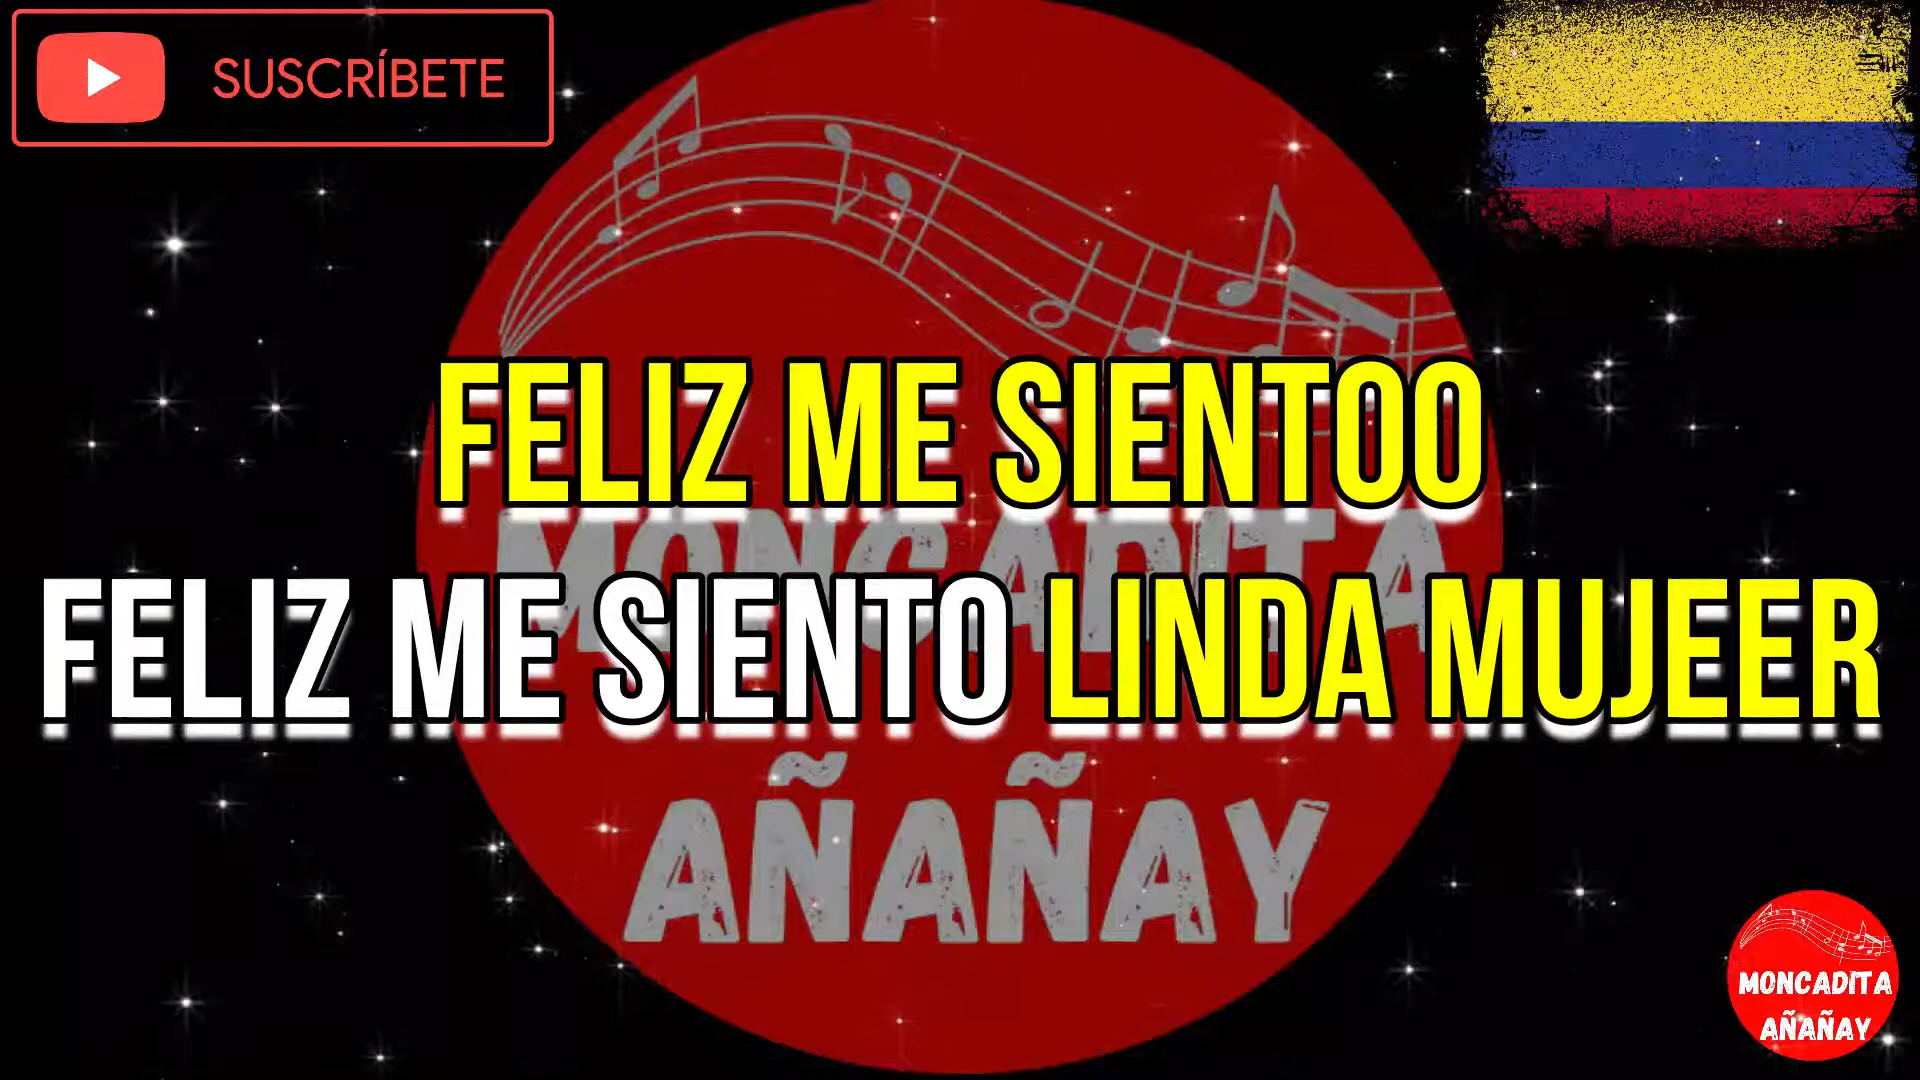 SUSCRÍBETE
FELIZ ME SIENTOO
MONCADITA
FELIZ ME SIENTO LINDA MUJEER
AÑAÑAY
MONCADITA
AÑAÑAY